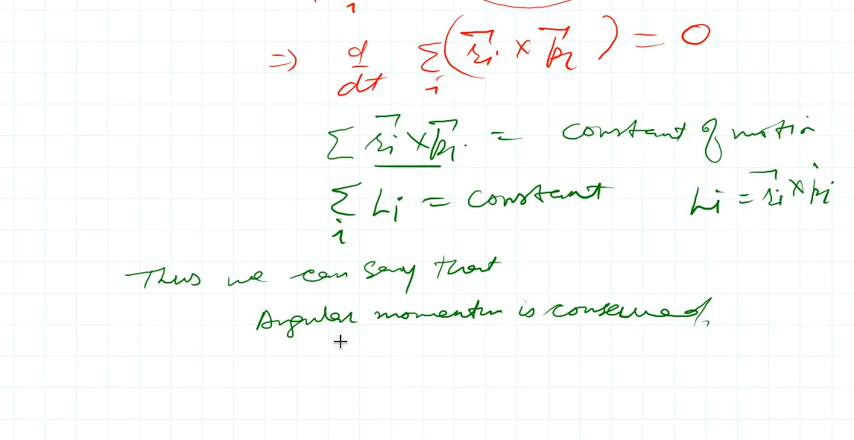 i
⇒ d/dt Σ_i (r⃗_i × p⃗_i) = 0
Σ r⃗_i × p⃗_i = constant of motion
Σ_i L_i = constant L_i = r⃗_i × p_i
Thus we can say that
Angular momentum is conserved.